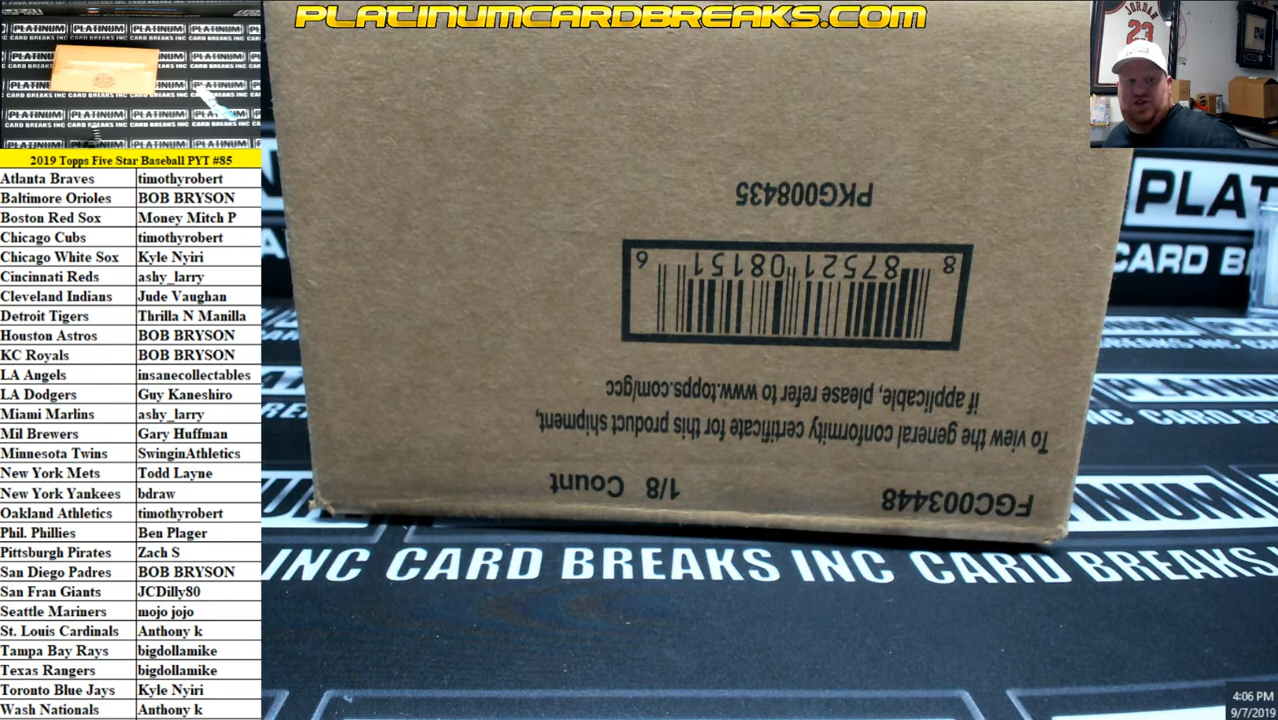 PLATINUMCARDBREAKS.COM
JORDAN
23
2019 Topps Five Star Baseball PYT #85
Atlanta Braves timothyrobert
Baltimore Orioles BOB BRYSON
Boston Red Sox Money Mitch P
Chicago Cubs timothyrobert
Chicago White Sox Kyle Nyiri
Cincinnati Reds ashy_larry
Cleveland Indians Jude Vaughan
Detroit Tigers Thrilla N Manilla
Houston Astros BOB BRYSON
KC Royals BOB BRYSON
LA Angels insanecollectables
LA Dodgers Guy Kaneshiro
Miami Marlins ashy_larry
Mil Brewers Gary Huffman
Minnesota Twins SwinginAthletics
New York Mets Todd Layne
New York Yankees bdraw
Oakland Athletics timothyrobert
Phil. Phillies Ben Plager
Pittsburgh Pirates Zach S
San Diego Padres BOB BRYSON
San Fran Giants JCDilly80
Seattle Mariners mojo jojo
St. Louis Cardinals Anthony k
Tampa Bay Rays bigdollamike
Texas Rangers bigdollamike
Toronto Blue Jays Kyle Nyiri
Wash Nationals Anthony k
FGC003448 1/8 Count
To view the general conformity certificate for this product shipment,
if applicable, please refer to www.topps.com/gcc
8 87521 08151 6
PKG008435
PLAT
CARD B
INC CARD BREAKS INC CARD BREAKS
4:06 PM
9/7/2019